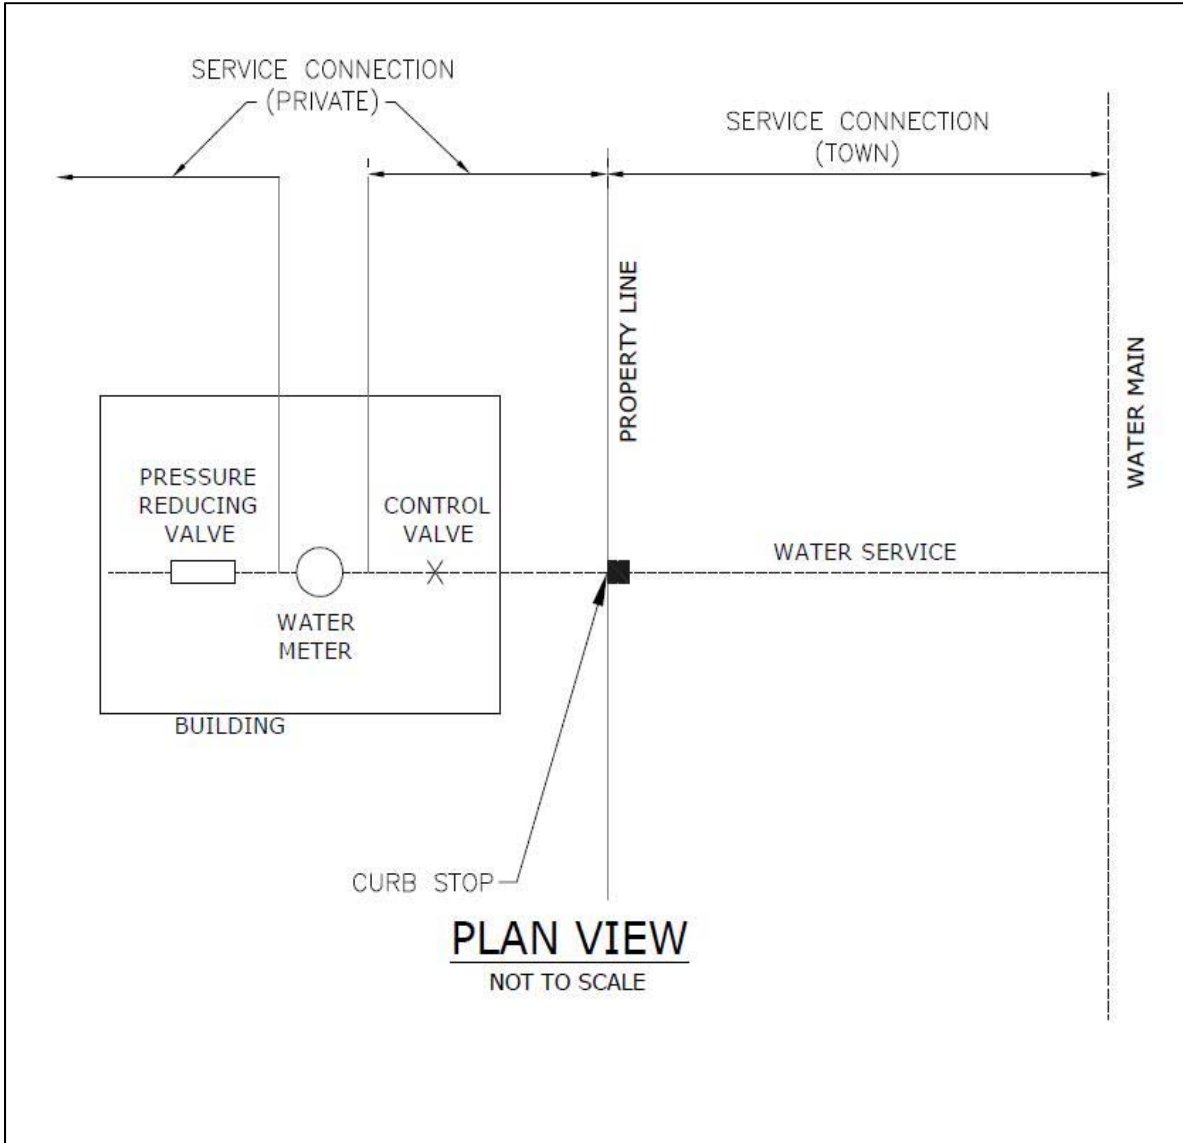 SERVICE CONNECTION
(PRIVATE)
SERVICE CONNECTION
(TOWN)
PROPERTY LINE
WATER MAIN
PRESSURE
REDUCING
VALVE
CONTROL
VALVE
WATER SERVICE
WATER
METER
BUILDING
CURB STOP
PLAN VIEW
NOT TO SCALE